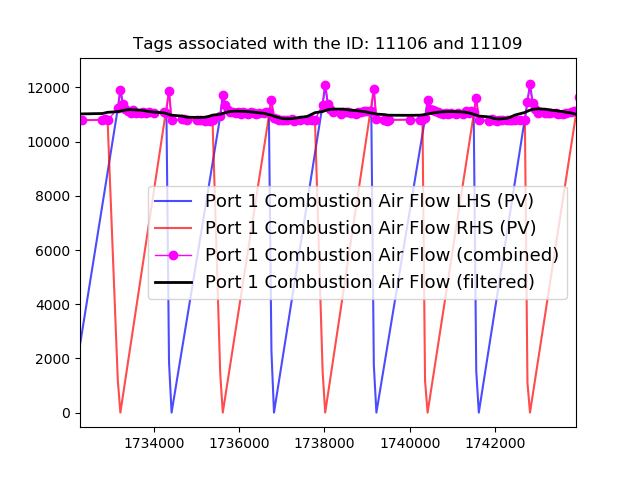 Tags associated with the ID: 11106 and 11109
12000
10000
8000
6000
4000
2000
0
Port 1 Combustion Air Flow LHS (PV)
Port 1 Combustion Air Flow RHS (PV)
Port 1 Combustion Air Flow (combined)
Port 1 Combustion Air Flow (filtered)
1734000 1736000 1738000 1740000 1742000